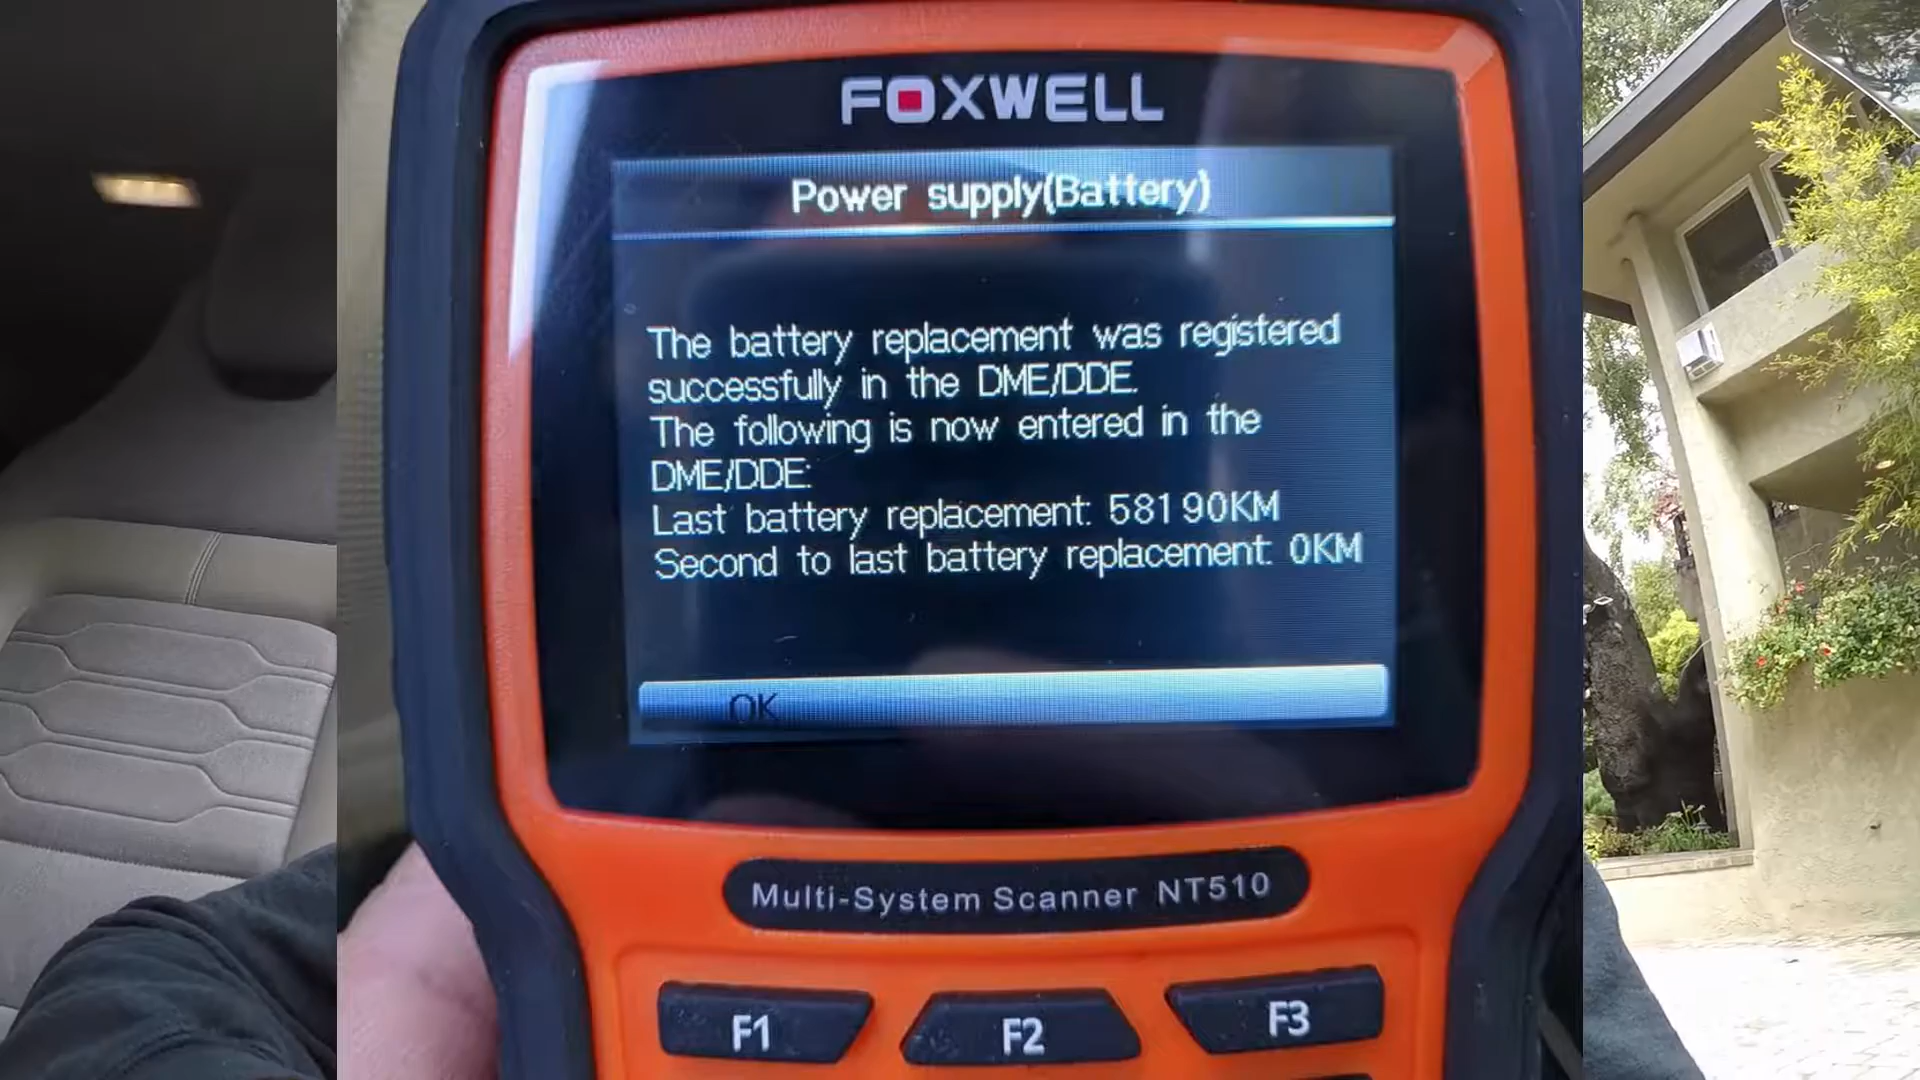 FOXWELL
Power supply(Battery)
The battery replacement was registered
successfully in the DME/DDE.
The following is now entered in the
DME/DDE:
Last battery replacement: 58190KM
Second to last battery replacement: 0KM
OK
Multi-System Scanner NT510
F1 F2 F3